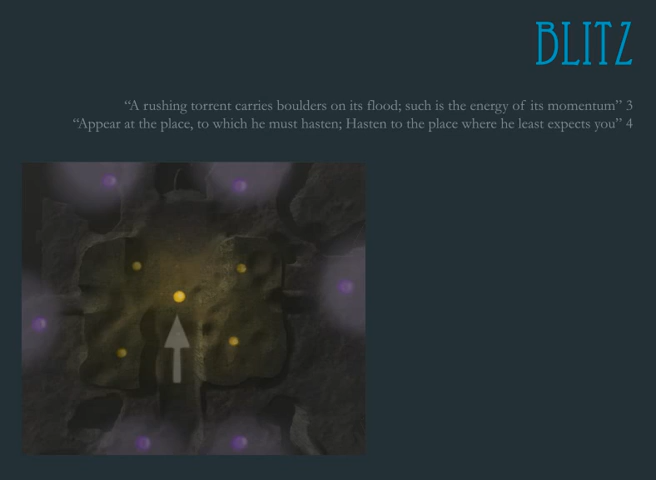 BLITZ
“A rushing torrent carries boulders on its flood; such is the energy of its momentum” 3
“Appear at the place, to which he must hasten; Hasten to the place where he least expects you” 4